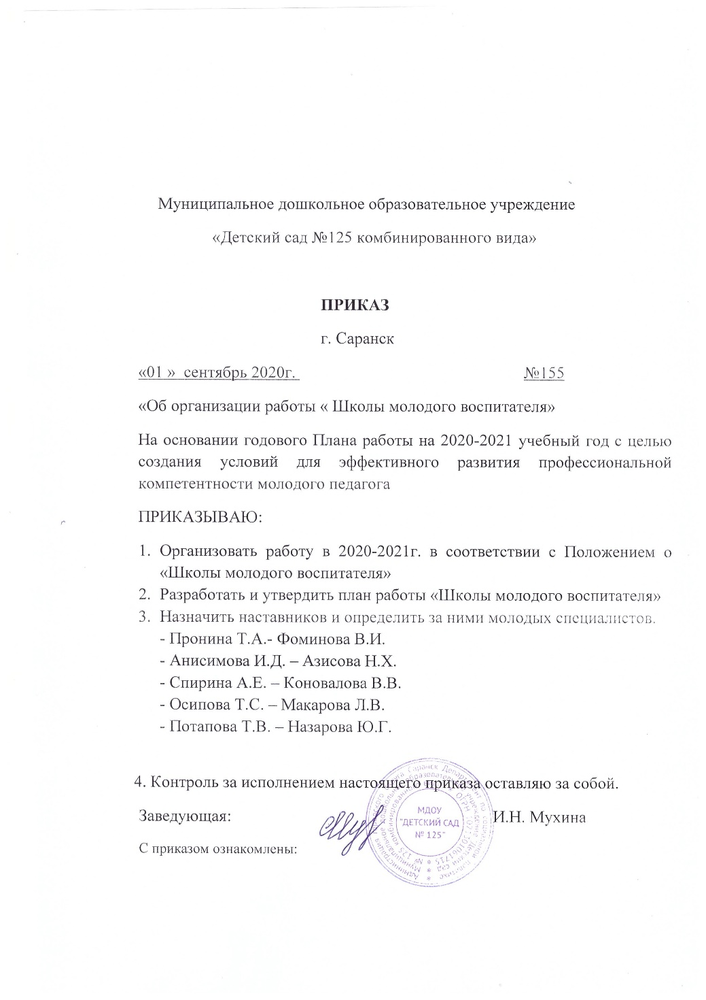 Муниципальное дошкольное образовательное учреждение
«Детский сад №125 комбинированного вида»
ПРИКАЗ
г. Саранск
«01 » сентябрь 2020г. №155
«Об организации работы « Школы молодого воспитателя»
На основании годового Плана работы на 2020-2021 учебный год с целью
создания условий для эффективного развития профессиональной
компетентности молодого педагога
ПРИКАЗЫВАЮ:
1. Организовать работу в 2020-2021г. в соответствии с Положением о
«Школы молодого воспитателя»
2. Разработать и утвердить план работы «Школы молодого воспитателя»
3. Назначить наставников и определить за ними молодых специалистов.
- Пронина Т.А.- Фоминова В.И.
- Анисимова И.Д. – Азисова Н.Х.
- Спирина А.Е. – Коновалова В.В.
- Осипова Т.С. – Макарова Л.В.
- Потапова Т.В. – Назарова Ю.Г.
4. Контроль за исполнением настоящего приказа оставляю за собой.
Заведующая: И.Н. Мухина
МДОУ
"ДЕТСКИЙ САД
№ 125"
С приказом ознакомлены: